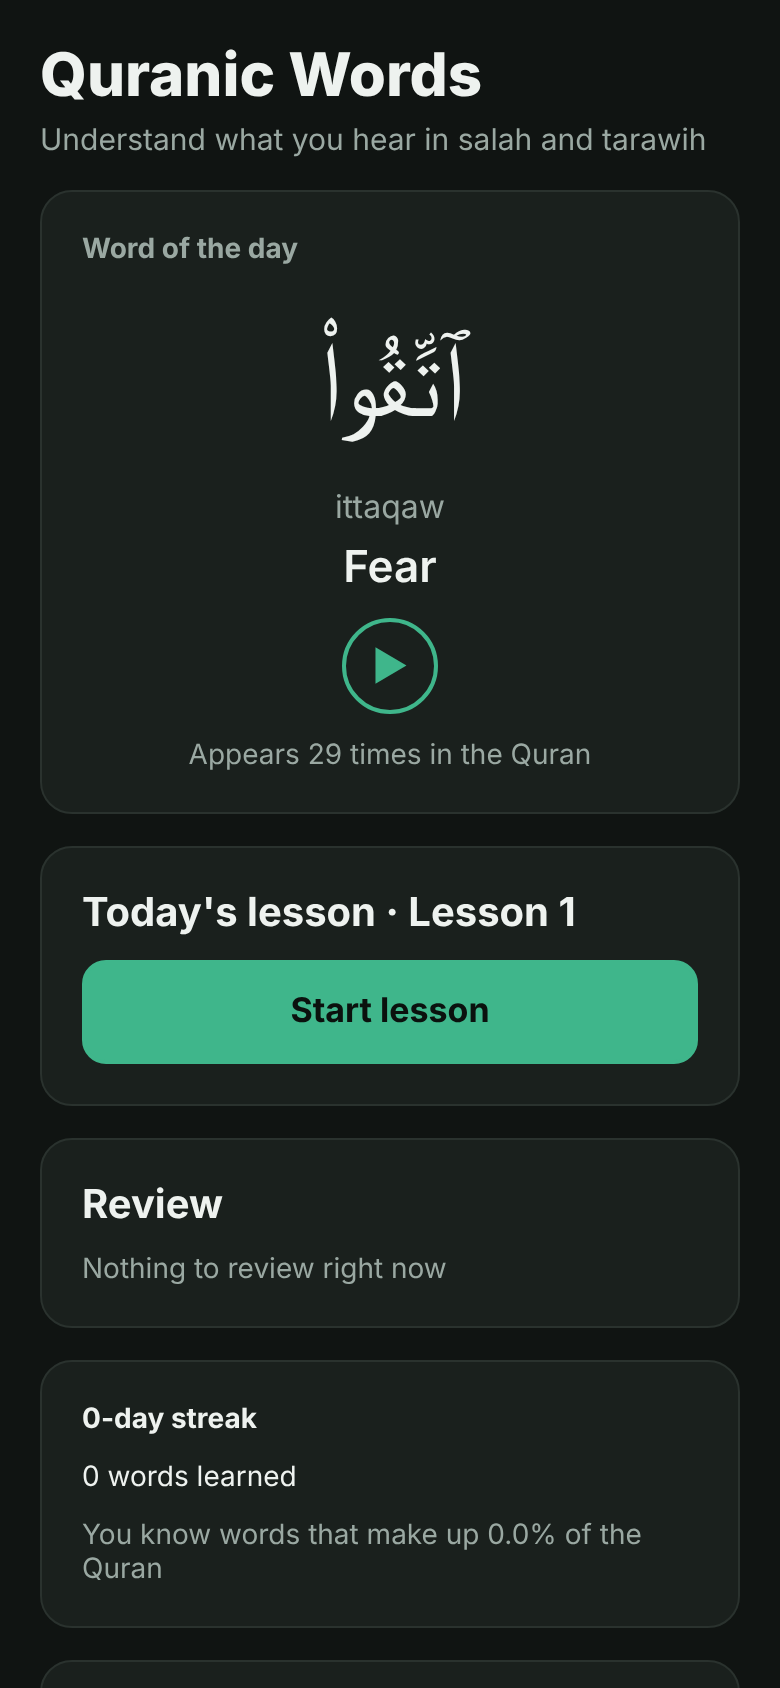 Quranic Words
Understand what you hear in salah and tarawih
Word of the day
ٱتَّقُوا۟
ittaqaw
Fear
Appears 29 times in the Quran
Today's lesson · Lesson 1
Start lesson
Review
Nothing to review right now
0-day streak
0 words learned
You know words that make up 0.0% of the
Quran